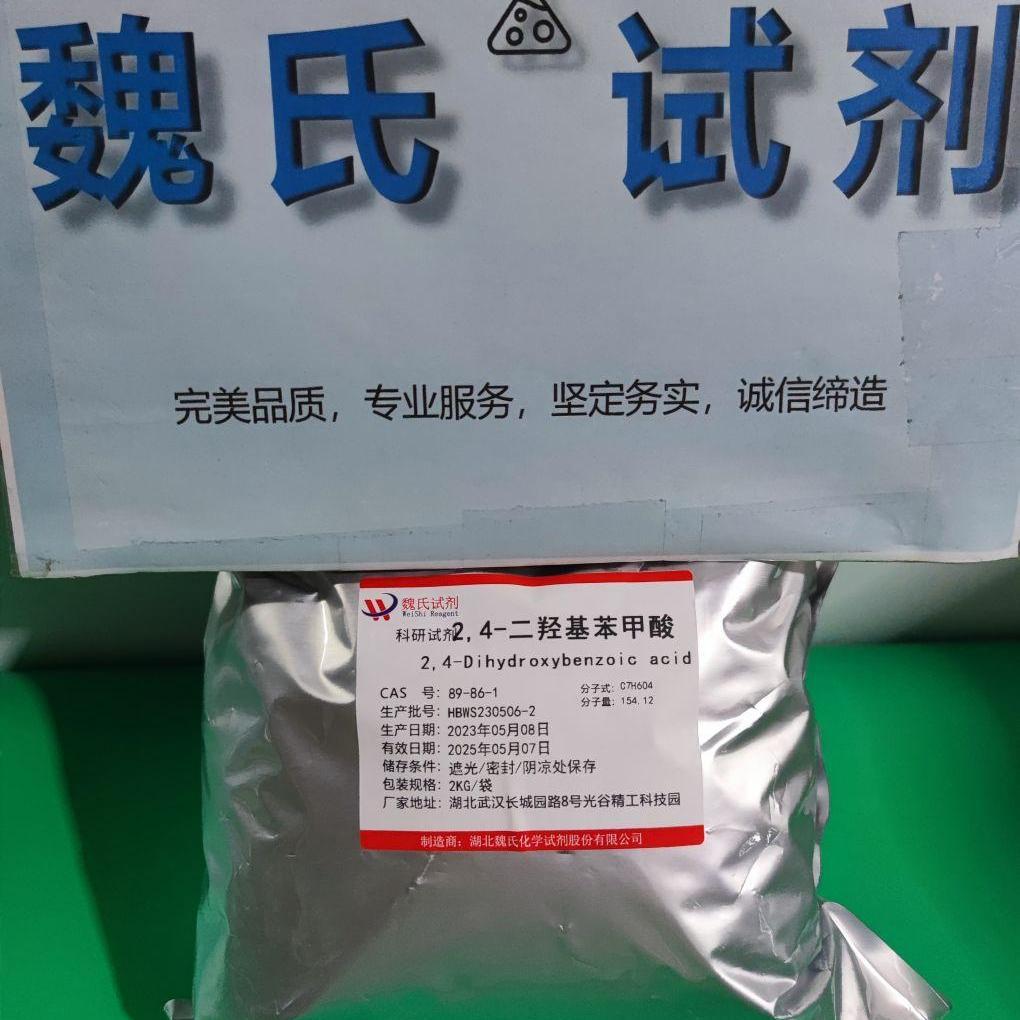 魏氏试剂
完美品质，专业服务，坚定务实，诚信缔造
魏氏试剂
WeiShi Reagent
科研试剂
2,4-二羟基苯甲酸
2,4-Dihydroxybenzoic acid
CAS 号：89-86-1
分子式：C7H6O4
分子量：154.12
生产批号：HBWS230506-2
生产日期：2023年05月08日
有效日期：2025年05月07日
储存条件：遮光/密封/阴凉处保存
包装规格：2KG/袋
厂家地址：湖北武汉长城园路8号光谷精工科技园
制造商：湖北魏氏化学试剂股份有限公司